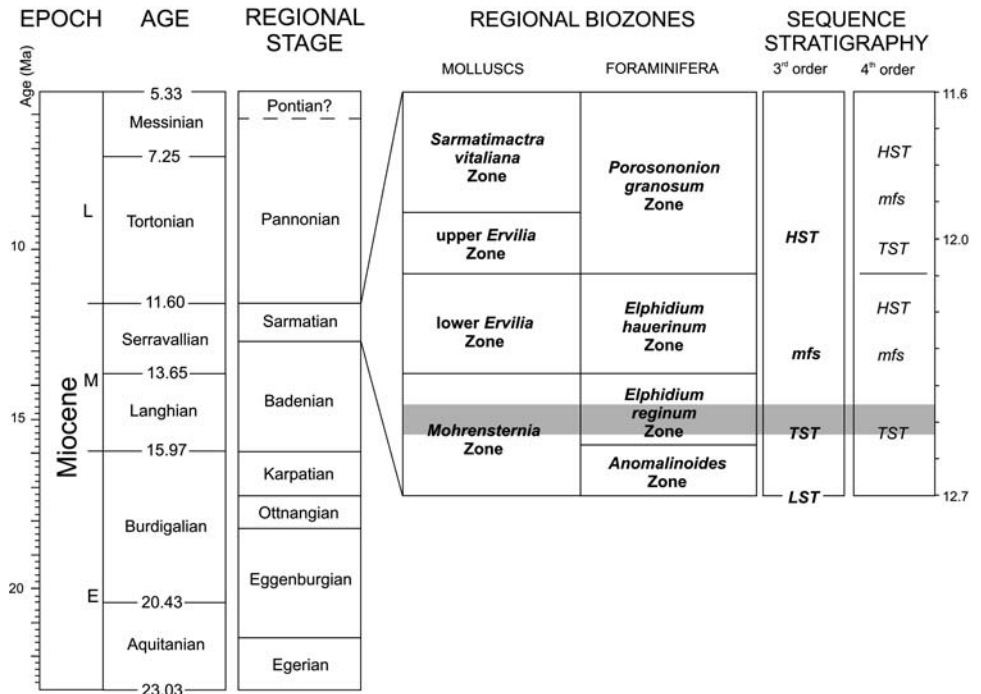 EPOCH
AGE
REGIONAL
STAGE
REGIONAL BIOZONES
SEQUENCE
STRATIGRAPHY
MOLLUSCS
FORAMINIFERA
3rd order
4th order
Age (Ma)
10
15
20
Miocene
L
M
E
5.33
Messinian
7.25
Tortonian
11.60
Serravallian
13.65
Langhian
15.97
Burdigalian
20.43
Aquitanian
23.03
Pontian?
Pannonian
Sarmatian
Badenian
Karpatian
Ottnangian
Eggenburgian
Egerian
Sarmatimactra
vitaliana
Zone
upper Ervilia
Zone
lower Ervilia
Zone
Mohrensternia
Zone
Porosononion
granosum
Zone
Elphidium
hauerinum
Zone
Elphidium
reginum
Zone
Anomalinoides
Zone
HST
mfs
TST
LST
HST
mfs
TST
HST
mfs
TST
11.6
12.0
12.7